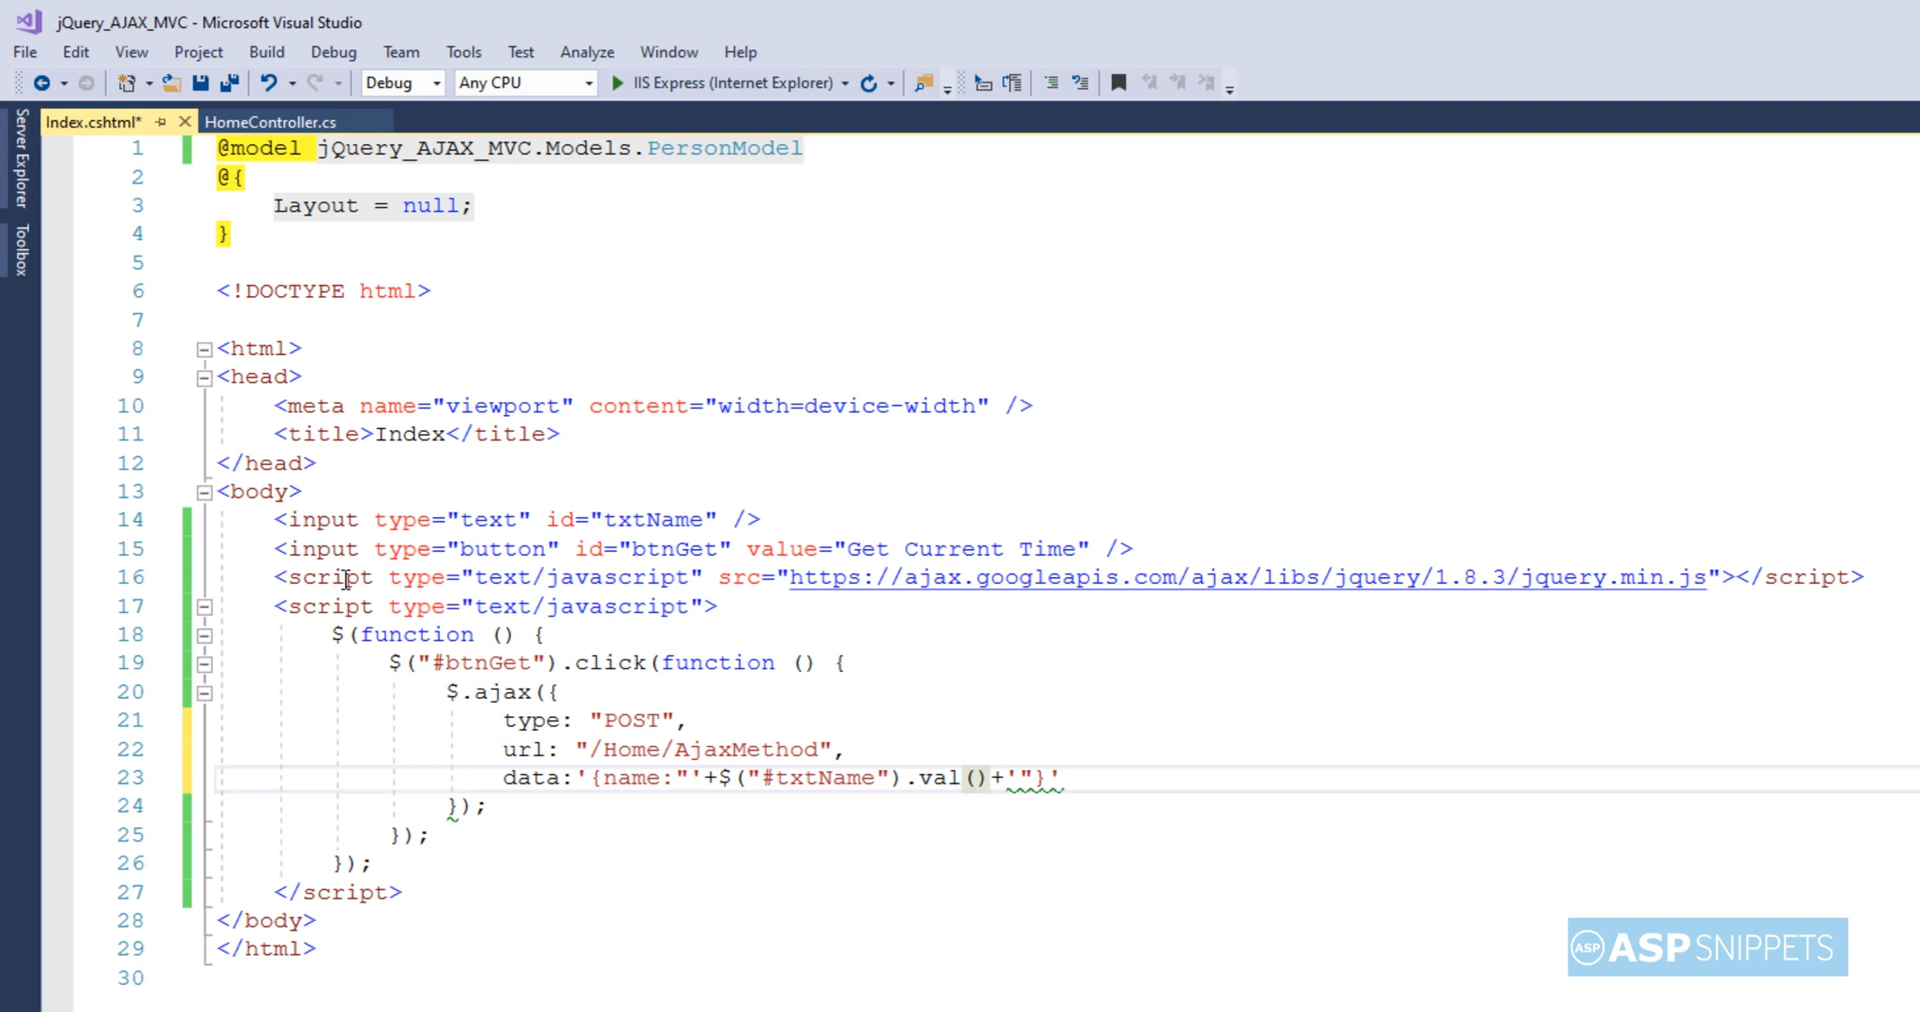 jQuery_AJAX_MVC - Microsoft Visual Studio
File Edit View Project Build Debug Team Tools Test Analyze Window Help
Debug Any CPU IIS Express (Internet Explorer)
Server Explorer
Toolbox
Index.cshtml* HomeController.cs
1 @model jQuery_AJAX_MVC.Models.PersonModel
2 @{
3 Layout = null;
4 }
5
6 <!DOCTYPE html>
7
8 <html>
9 <head>
10 <meta name="viewport" content="width=device-width" />
11 <title>Index</title>
12 </head>
13 <body>
14 <input type="text" id="txtName" />
15 <input type="button" id="btnGet" value="Get Current Time" />
16 <script type="text/javascript" src="https://ajax.googleapis.com/ajax/libs/jquery/1.8.3/jquery.min.js"></script>
17 <script type="text/javascript">
18 $(function () {
19 $("#btnGet").click(function () {
20 $.ajax({
21 type: "POST",
22 url: "/Home/AjaxMethod",
23 data:'{name:"'+$("#txtName").val()+'"}'
24 });
25 });
26 });
27 </script>
28 </body>
29 </html>
30
ASP ASPSNIPPETS